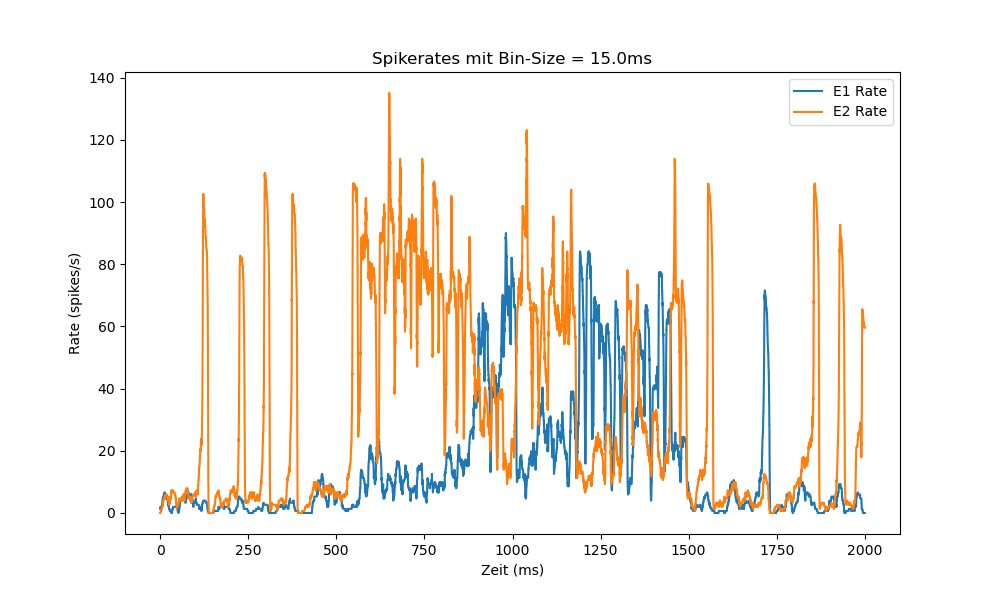 Spikerates mit Bin-Size = 15.0ms
E1 Rate
E2 Rate
140
120
100
80
60
40
20
0
Rate (spikes/s)
0 250 500 750 1000 1250 1500 1750 2000
Zeit (ms)